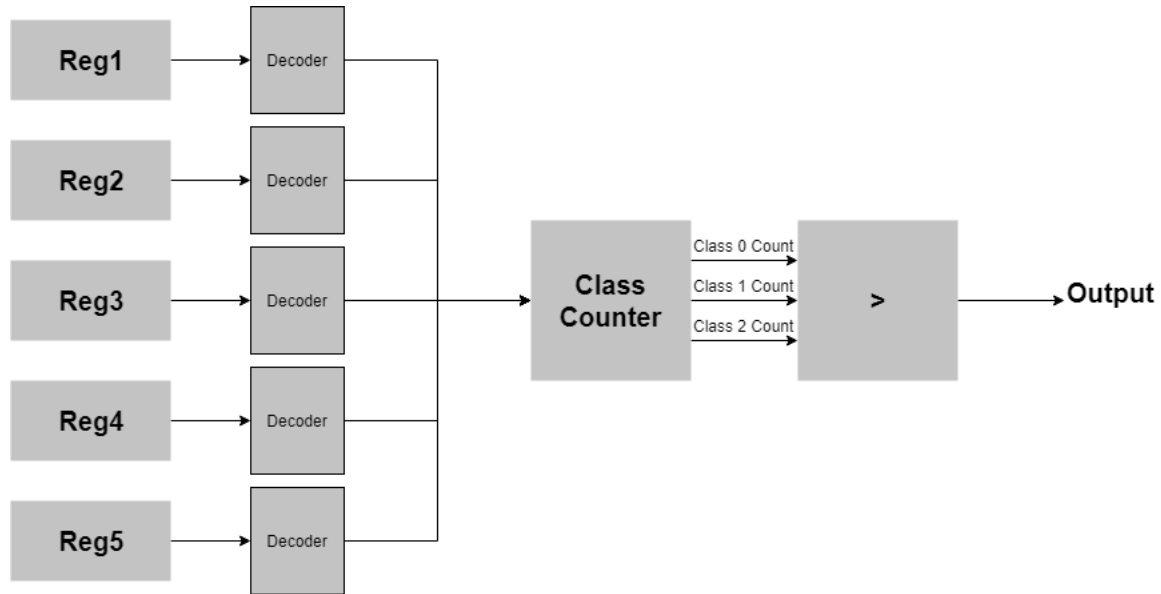 Reg1
Decoder
Reg2
Decoder
Reg3
Decoder
Reg4
Decoder
Reg5
Decoder
Class
Counter
Class 0 Count
Class 1 Count
Class 2 Count
>
Output